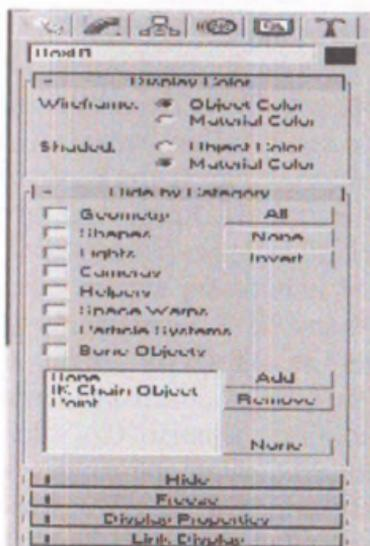 Display Color
Wireframe: Object Color
Material Color
Shaded: Object Color
Material Color
Hide by Category
Geometry All
Shapes None
Lights Invert
Cameras
Helpers
Space Warps
Particle Systems
Bone Objects
Bone Add
IK Chain Object Remove
Point
None
Hide
Freeze
Display Properties
Link Display